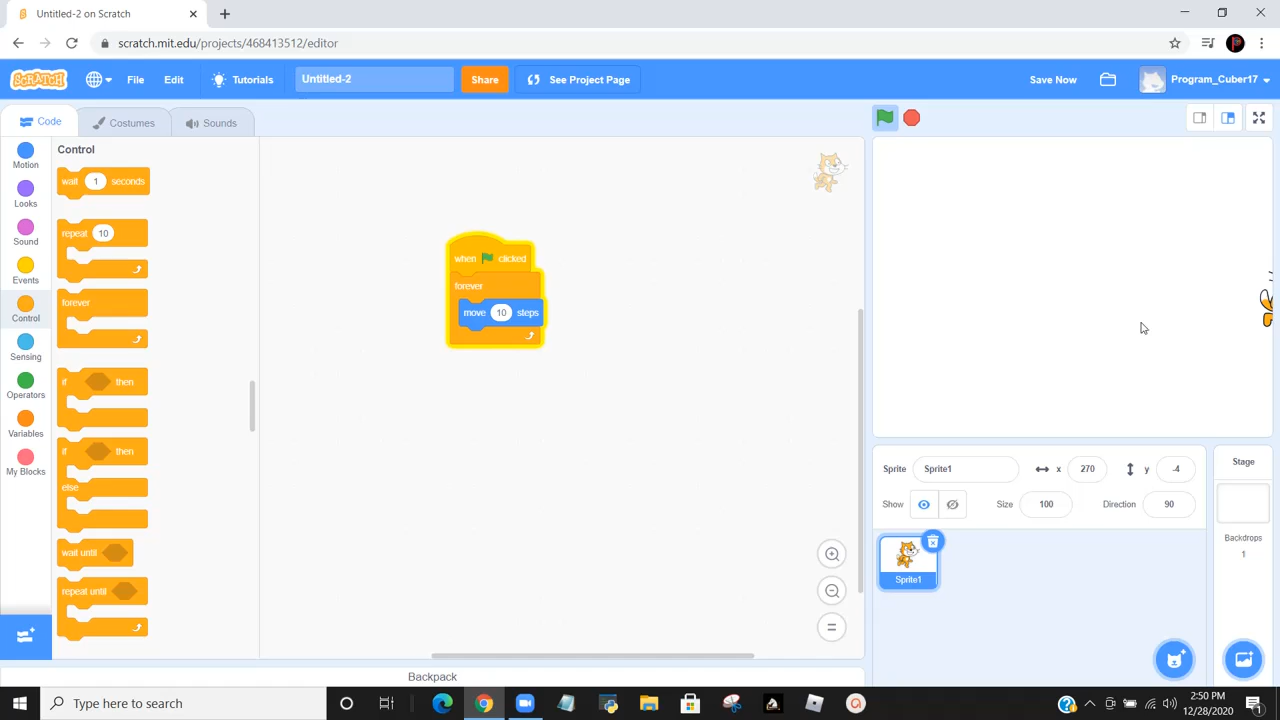 Untitled-2 on Scratch
scratch.mit.edu/projects/468413512/editor
SCRATCH File Edit Tutorials Untitled-2 Share See Project Page Save Now Program_Cuber17
Code Costumes Sounds
Motion
Looks
Sound
Events
Control
Sensing
Operators
Variables
My Blocks
Control
wait 1 seconds
repeat 10
forever
if then
if then
else
wait until
repeat until
when clicked
forever
move 10 steps
Sprite Sprite1 x 270 y -4
Show Size 100 Direction 90
Sprite1
Stage
Backdrops
1
Backpack
Type here to search
2:50 PM
12/28/2020